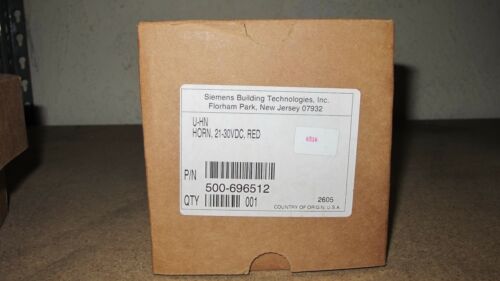 Siemens Building Technologies, Inc.
Florham Park, New Jersey 07932
U-HN
HORN, 21-30VDC, RED
P/N
500-696512
QTY 001
2605
COUNTRY OF ORIGIN: U.S.A.